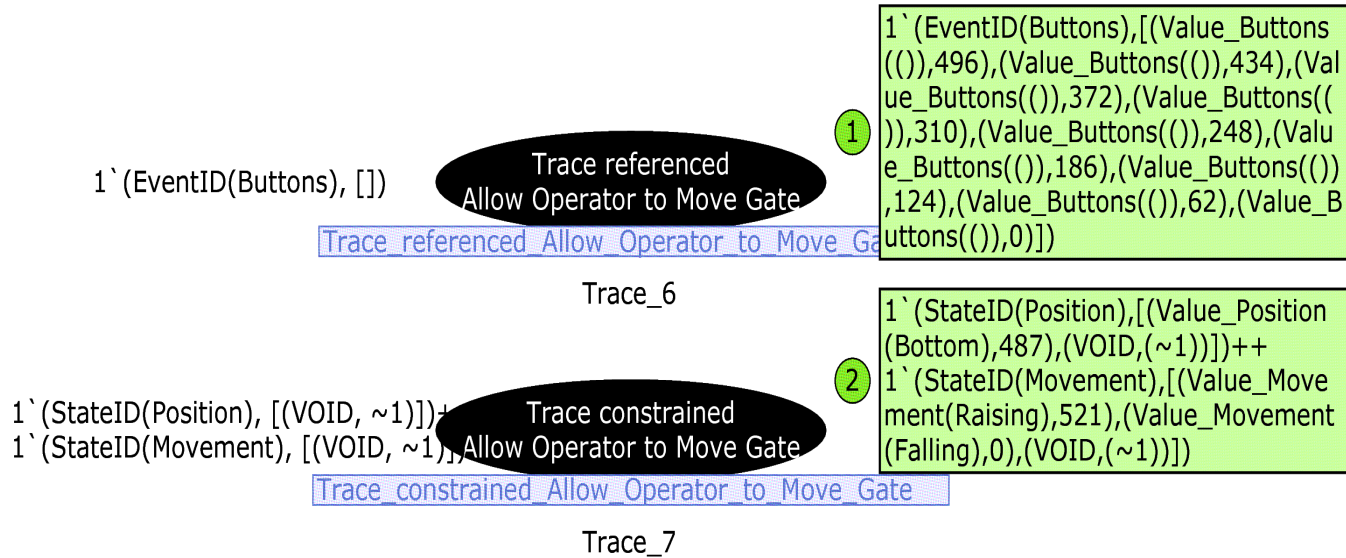 1`(EventID(Buttons), [])
Trace referenced
Allow Operator to Move Gate
Trace_referenced_Allow_Operator_to_Move_Ga
Trace_6
1
1`(EventID(Buttons),[(Value_Buttons
(()),496),(Value_Buttons(()),434),(Val
ue_Buttons(()),372),(Value_Buttons((
)),310),(Value_Buttons(()),248),(Valu
e_Buttons(()),186),(Value_Buttons(())
,124),(Value_Buttons(()),62),(Value_B
uttons(()),0)])
1`(StateID(Position), [(VOID, ~1)])+
1`(StateID(Movement), [(VOID, ~1)])
Trace constrained
Allow Operator to Move Gate
Trace_constrained_Allow_Operator_to_Move_Gate
Trace_7
2
1`(StateID(Position),[(Value_Position
(Bottom),487),(VOID,(~1))])++
1`(StateID(Movement),[(Value_Move
ment(Raising),521),(Value_Movement
(Falling),0),(VOID,(~1))])